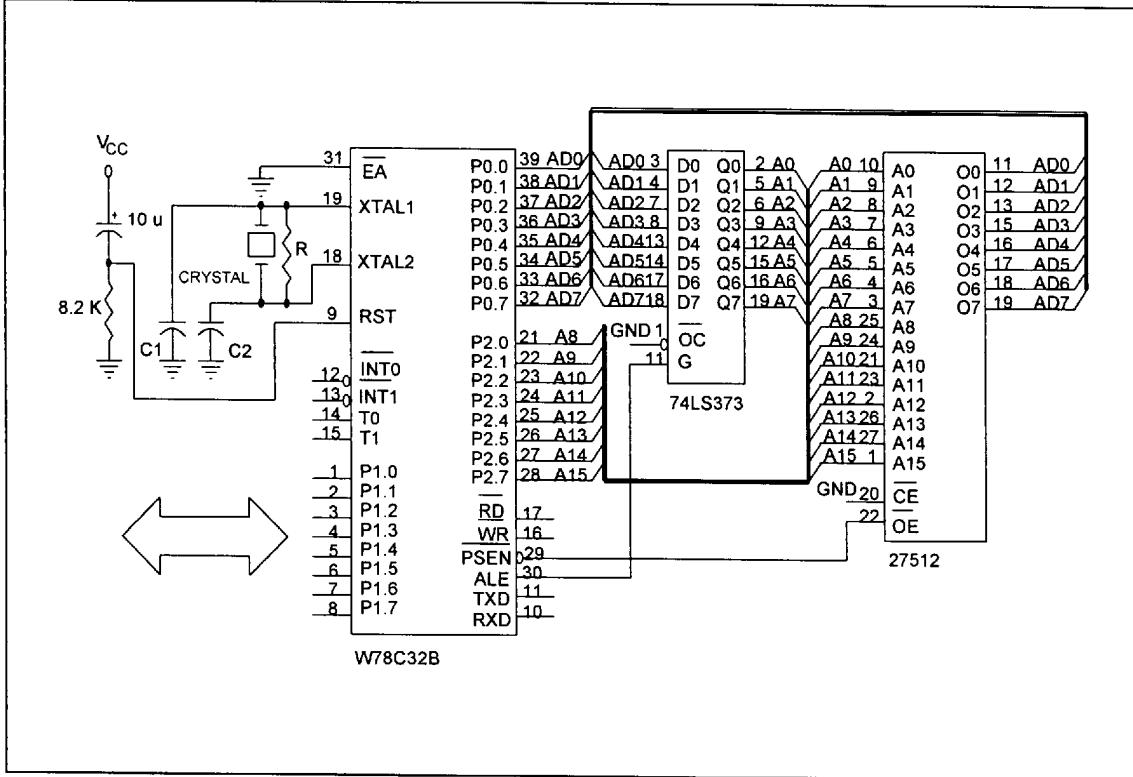 VCC
10 u
8.2 K
C1
C2
CRYSTAL
R
31 EA
19 XTAL1
18 XTAL2
9 RST
12 INT0
13 INT1
14 T0
15 T1
1 P1.0
2 P1.1
3 P1.2
4 P1.3
5 P1.4
6 P1.5
7 P1.6
8 P1.7
P0.0 39 AD0
P0.1 38 AD1
P0.2 37 AD2
P0.3 36 AD3
P0.4 35 AD4
P0.5 34 AD5
P0.6 33 AD6
P0.7 32 AD7
P2.0 21 A8
P2.1 22 A9
P2.2 23 A10
P2.3 24 A11
P2.4 25 A12
P2.5 26 A13
P2.6 27 A14
P2.7 28 A15
RD 17
WR 16
PSEN 29
ALE 30
TXD 11
RXD 10
W78C32B
AD0 3 D0 Q0 2 A0
AD1 4 D1 Q1 5 A1
AD2 7 D2 Q2 6 A2
AD3 8 D3 Q3 9 A3
AD4 13 D4 Q4 12 A4
AD5 14 D5 Q5 15 A5
AD6 17 D6 Q6 16 A6
AD7 18 D7 Q7 19 A7
GND 1 OC
11 G
74LS373
A0 10 A0 O0 11 AD0
A1 9 A1 O1 12 AD1
A2 8 A2 O2 13 AD2
A3 7 A3 O3 15 AD3
A4 6 A4 O4 16 AD4
A5 5 A5 O5 17 AD5
A6 4 A6 O6 18 AD6
A7 3 A7 O7 19 AD7
A8 25 A8
A9 24 A9
A10 21 A10
A11 23 A11
A12 2 A12
A13 26 A13
A14 27 A14
A15 1 A15
GND 20 CE
22 OE
27512